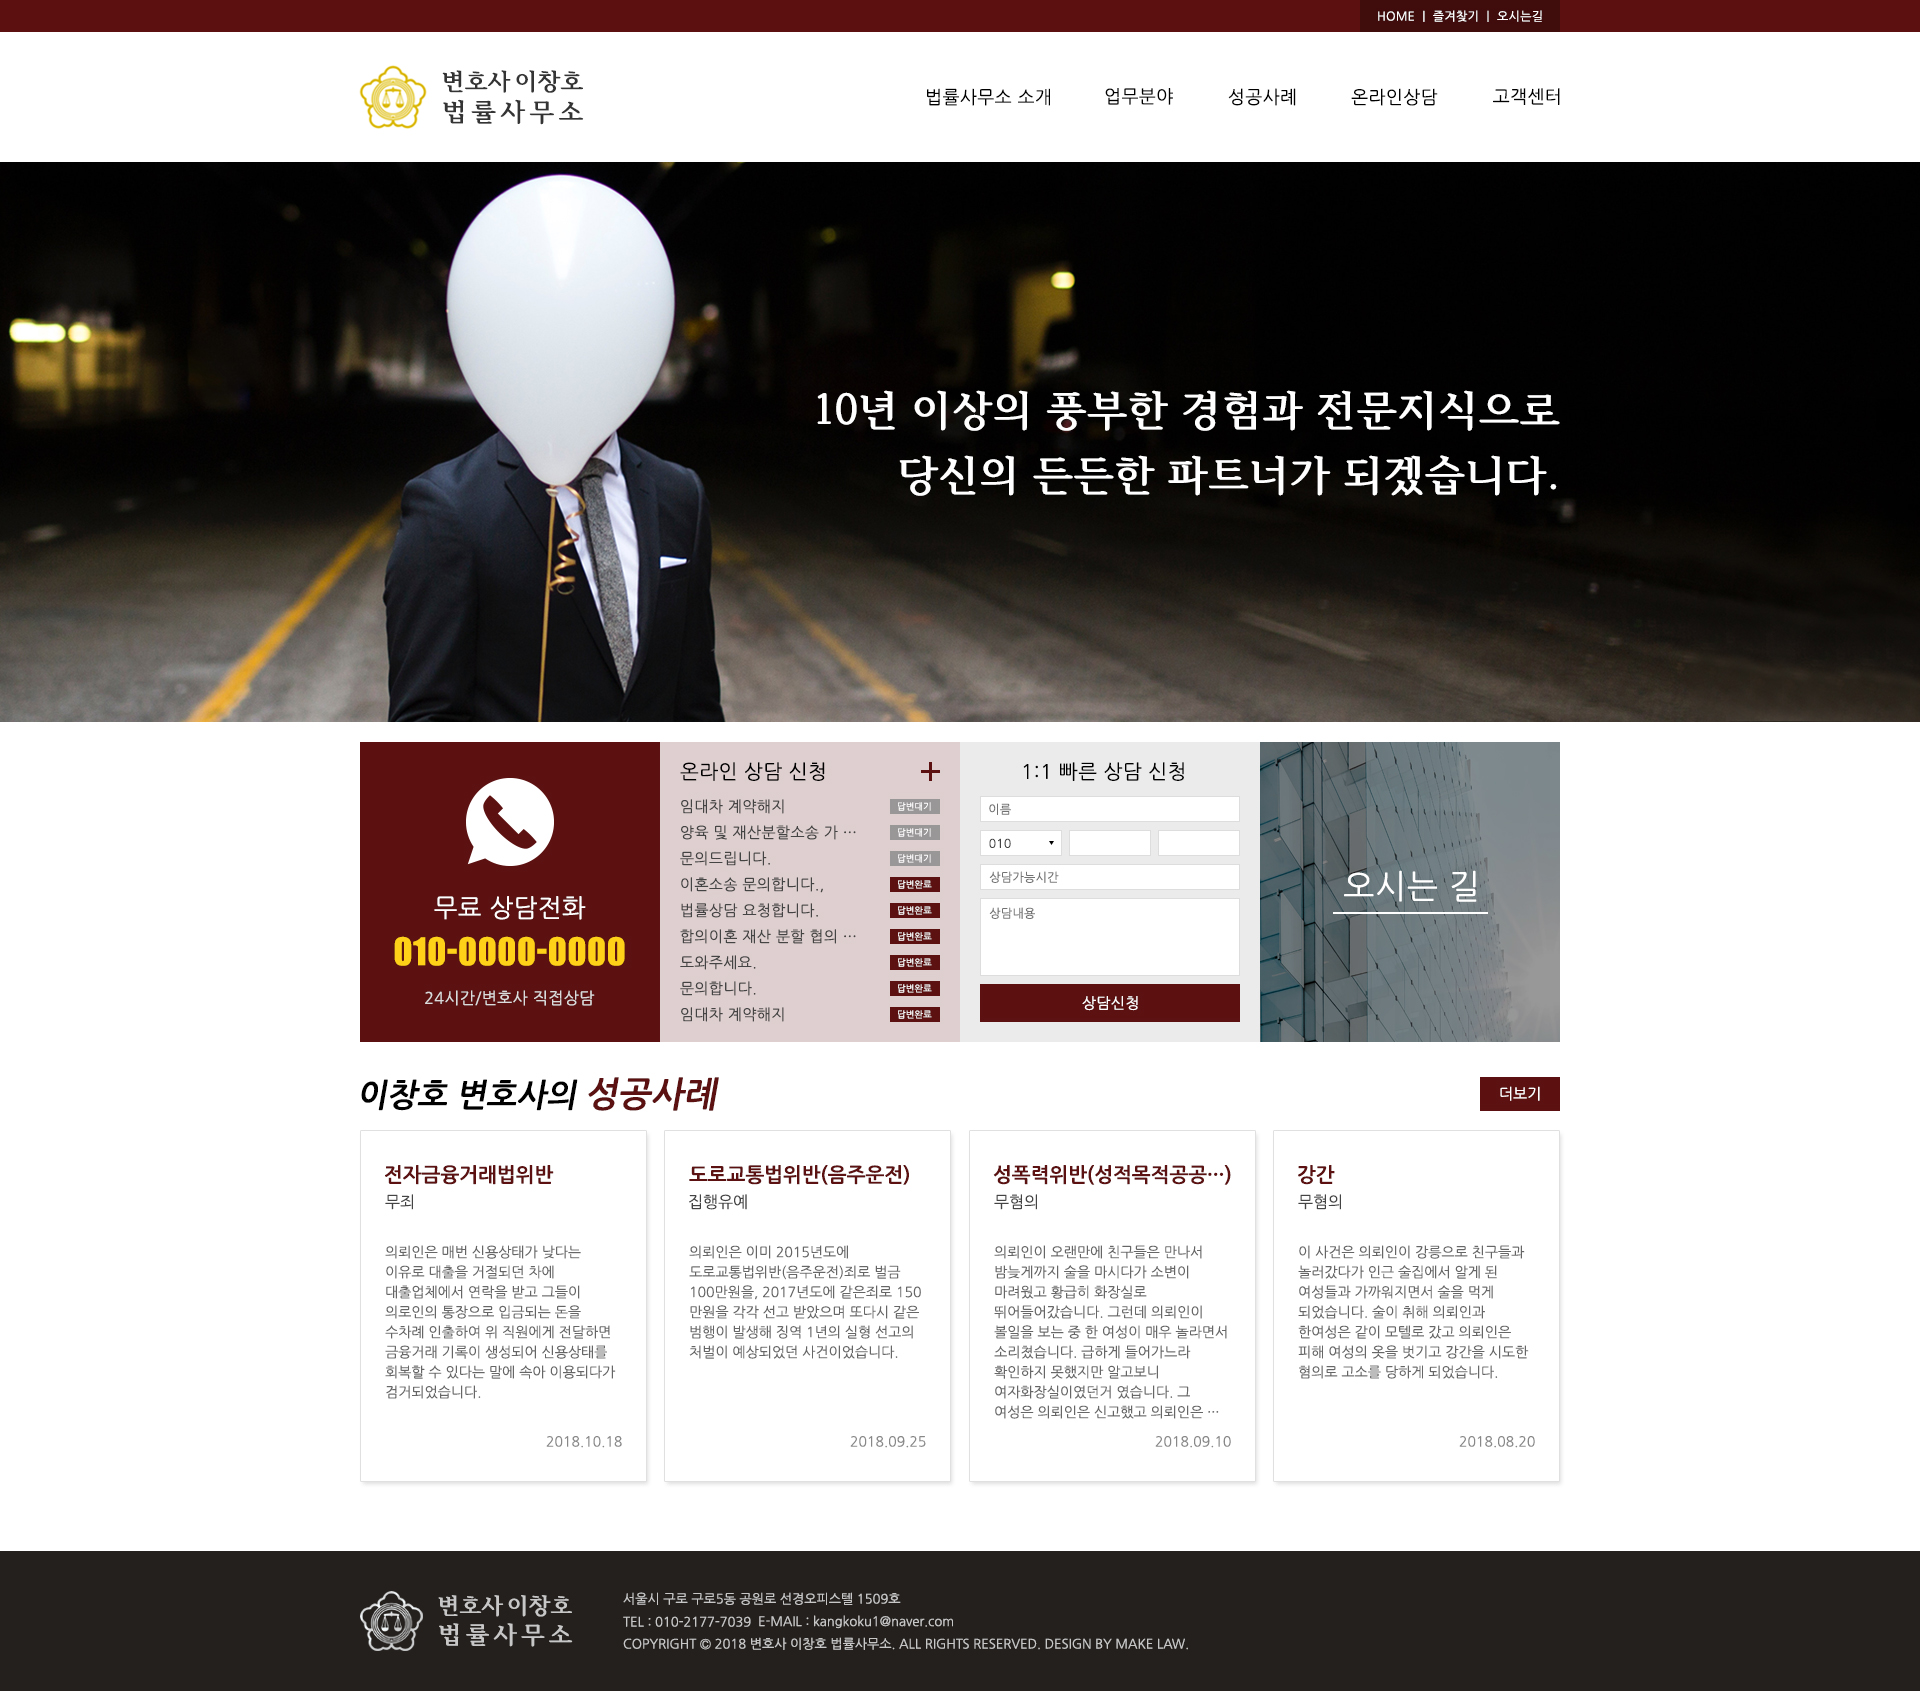 HOME | 즐겨찾기 | 오시는길
변호사 이창호
법률사무소
법률사무소 소개 업무분야 성공사례 온라인상담 고객센터
10년 이상의 풍부한 경험과 전문지식으로
당신의 든든한 파트너가 되겠습니다.
무료 상담전화
010-0000-0000
24시간/변호사 직접상담
온라인 상담 신청
임대차 계약해지 답변대기
양육 및 재산분할소송 가 ··· 답변대기
문의드립니다. 답변대기
이혼소송 문의합니다., 답변완료
법률상담 요청합니다. 답변완료
합의이혼 재산 분할 협의 ··· 답변완료
도와주세요. 답변완료
문의합니다. 답변완료
임대차 계약해지 답변완료
1:1 빠른 상담 신청
이름
010
상담가능시간
상담내용
상담신청
오시는 길
이창호 변호사의 성공사례
더보기
전자금융거래법위반
무죄
의뢰인은 매번 신용상태가 낮다는
이유로 대출을 거절되던 차에
대출업체에서 연락을 받고 그들이
의로인의 통장으로 입금되는 돈을
수차례 인출하여 위 직원에게 전달하면
금융거래 기록이 생성되어 신용상태를
회복할 수 있다는 말에 속아 이용되다가
검거되었습니다.
2018.10.18
도로교통법위반(음주운전)
집행유예
의뢰인은 이미 2015년도에
도로교통법위반(음주운전)죄로 벌금
100만원을, 2017년도에 같은죄로 150
만원을 각각 선고 받았으며 또다시 같은
범행이 발생해 징역 1년의 실형 선고의
처벌이 예상되었던 사건이었습니다.
2018.09.25
성폭력위반(성적목적공공···)
무혐의
의뢰인이 오랜만에 친구들은 만나서
밤늦게까지 술을 마시다가 소변이
마려웠고 황급히 화장실로
뛰어들어갔습니다. 그런데 의뢰인이
볼일을 보는 중 한 여성이 매우 놀라면서
소리쳤습니다. 급하게 들어가느라
확인하지 못했지만 알고보니
여자화장실이였던거 였습니다. 그
여성은 의뢰인은 신고했고 의뢰인은 ···
2018.09.10
강간
무혐의
이 사건은 의뢰인이 강릉으로 친구들과
놀러갔다가 인근 술집에서 알게 된
여성들과 가까워지면서 술을 먹게
되었습니다. 술이 취해 의뢰인과
한여성은 같이 모텔로 갔고 의뢰인은
피해 여성의 옷을 벗기고 강간을 시도한
혐의로 고소를 당하게 되었습니다.
2018.08.20
변호사 이창호
법률사무소
서울시 구로 구로5동 공원로 선경오피스텔 1509호
TEL : 010-2177-7039 E-MAIL : kangkoku1@naver.com
COPYRIGHT © 2018 변호사 이창호 법률사무소. ALL RIGHTS RESERVED. DESIGN BY MAKE LAW.